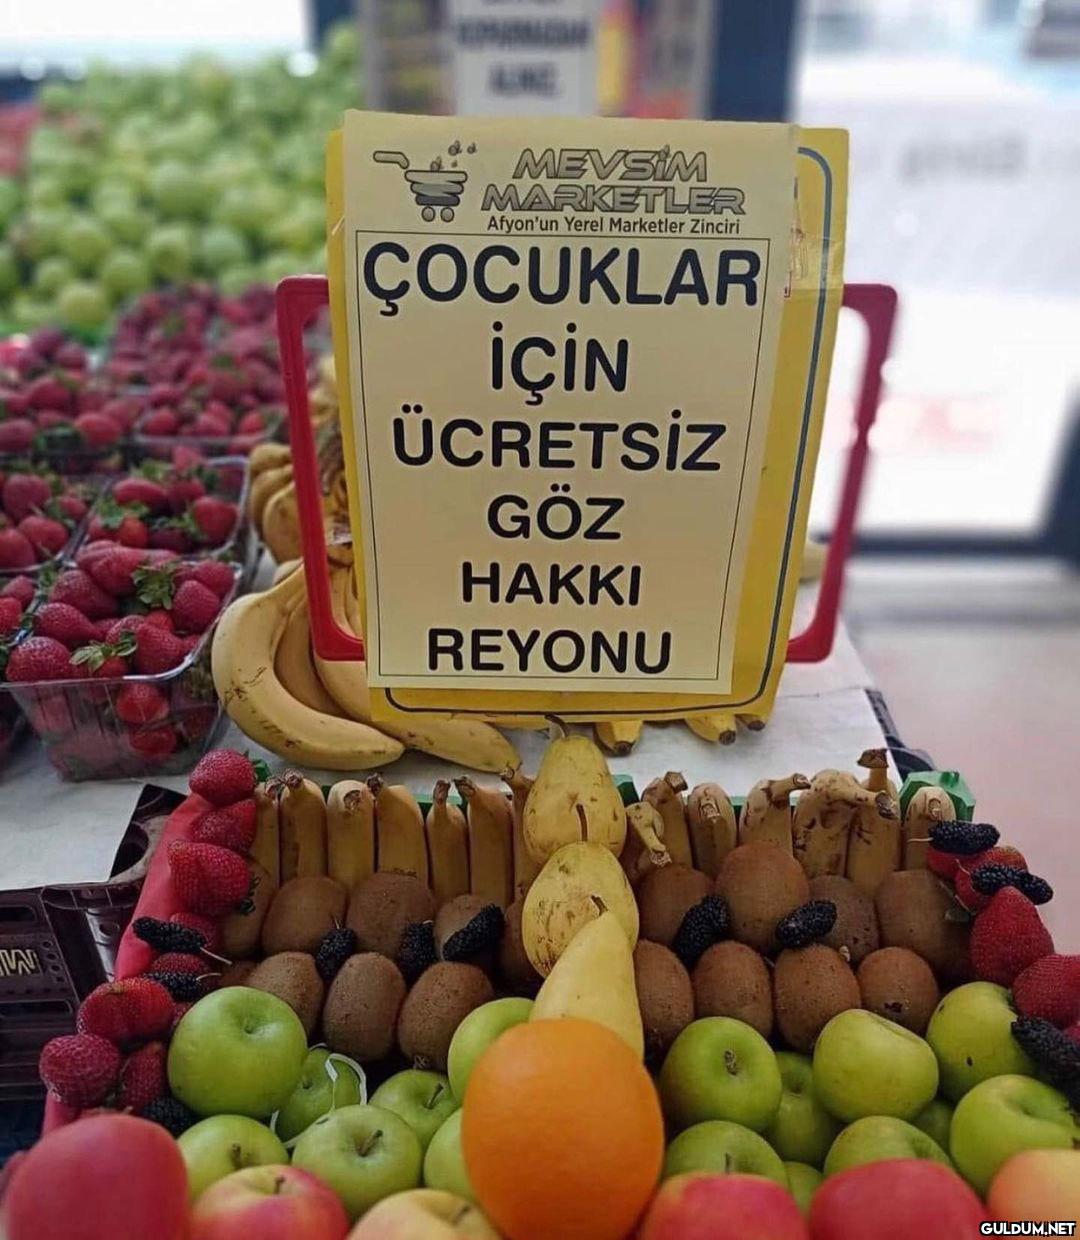 MEVSİM
MARKETLER
Afyon'un Yerel Marketler Zinciri
ÇOCUKLAR
İÇİN
ÜCRETSİZ
GÖZ
HAKKI
REYONU
GULDUM.NET